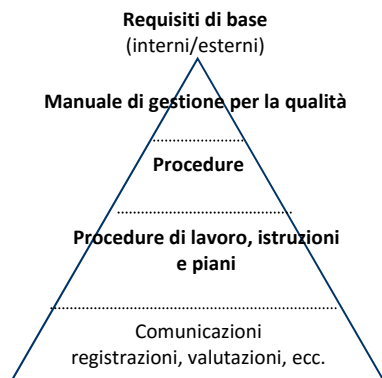 Requisiti di base
(interni/esterni)
Manuale di gestione per la qualità
Procedure
Procedure di lavoro, istruzioni
e piani
Comunicazioni
registrazioni, valutazioni, ecc.